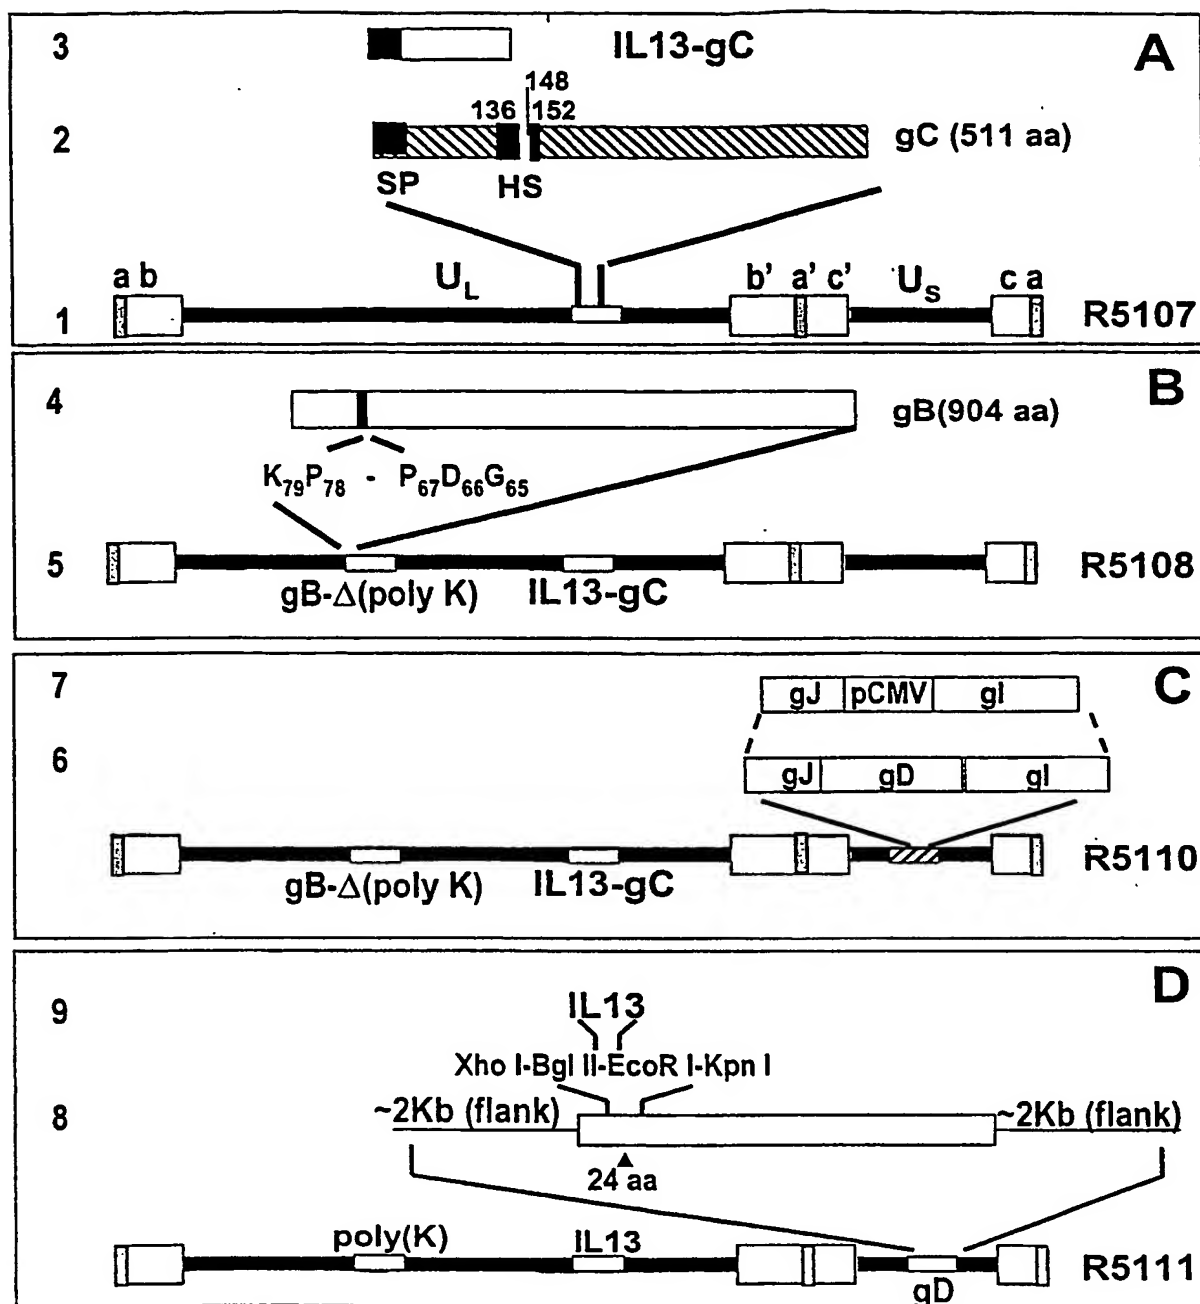 A
3 IL13-gC
148
136 152
2 gC (511 aa)
SP HS
a b U_L b' a' c' U_S c a
1 R5107
B
4 gB(904 aa)
K79P78 - P67D66G65
5 R5108
gB-Δ(poly K) IL13-gC
C
7 gJ pCMV gI
6 gJ gD gI
R5110
gB-Δ(poly K) IL13-gC
D
9 IL13
Xho I-Bgl II-EcoR I-Kpn I
8 ~2Kb (flank) ~2Kb (flank)
24 aa
poly(K) IL13
R5111
gD